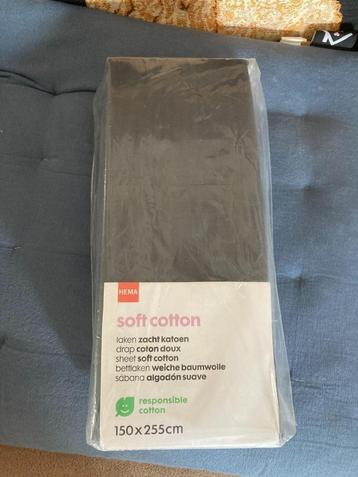 HEMA
soft cotton
laken zacht katoen
drap coton doux
sheet soft cotton
bettlaken weiche baumwolle
sábana algodón suave
responsible
cotton
150x255cm